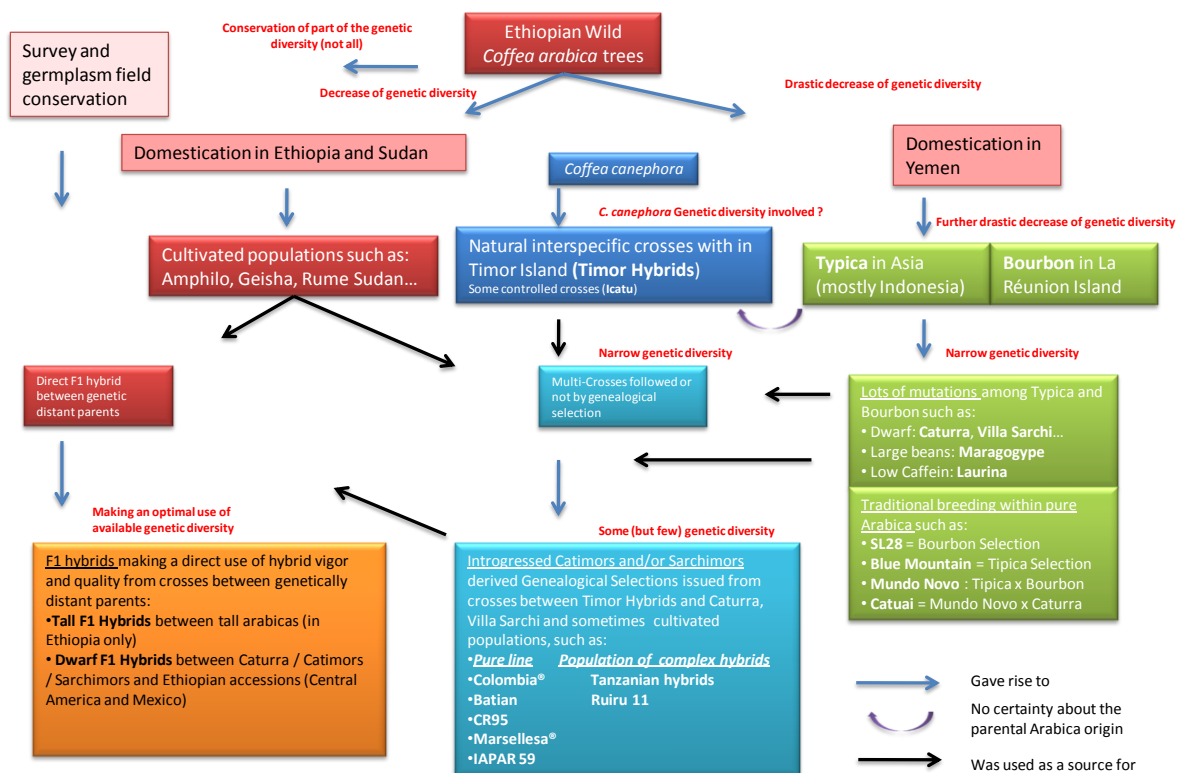 Conservation of part of the genetic
diversity (not all)
Ethiopian Wild
Coffea arabica trees
Survey and
germplasm field
conservation
Decrease of genetic diversity
Drastic decrease of genetic diversity
Domestication in Ethiopia and Sudan
Coffea canephora
Domestication in
Yemen
C. canephora Genetic diversity involved ?
Further drastic decrease of genetic diversity
Cultivated populations such as:
Amphilo, Geisha, Rume Sudan…
Natural interspecific crosses with in
Timor Island (Timor Hybrids)
Some controlled crosses (Icatu)
Typica in Asia
(mostly Indonesia)
Bourbon in La
Réunion Island
Narrow genetic diversity
Narrow genetic diversity
Direct F1 hybrid
between genetic
distant parents
Multi-Crosses followed or
not by genealogical
selection
Lots of mutations among Typica and
Bourbon such as:
• Dwarf: Caturra, Villa Sarchi…
• Large beans: Maragogype
• Low Caffein: Laurina
Traditional breeding within pure
Arabica such as:
• SL28 = Bourbon Selection
• Blue Mountain = Tipica Selection
• Mundo Novo : Tipica x Bourbon
• Catuai = Mundo Novo x Caturra
Making an optimal use of
available genetic diversity
Some (but few) genetic diversity
F1 hybrids making a direct use of hybrid vigor
and quality from crosses between genetically
distant parents:
•Tall F1 Hybrids between tall arabicas (in
Ethiopia only)
• Dwarf F1 Hybrids between Caturra / Catimors
/ Sarchimors and Ethiopian accessions (Central
America and Mexico)
Introgressed Catimors and/or Sarchimors
derived Genealogical Selections issued from
crosses between Timor Hybrids and Caturra,
Villa Sarchi and sometimes cultivated
populations, such as:
•Pure line Population of complex hybrids
•Colombia® Tanzanian hybrids
•Batian Ruiru 11
•CR95
•Marsellesa®
•IAPAR 59
Gave rise to
No certainty about the
parental Arabica origin
Was used as a source for